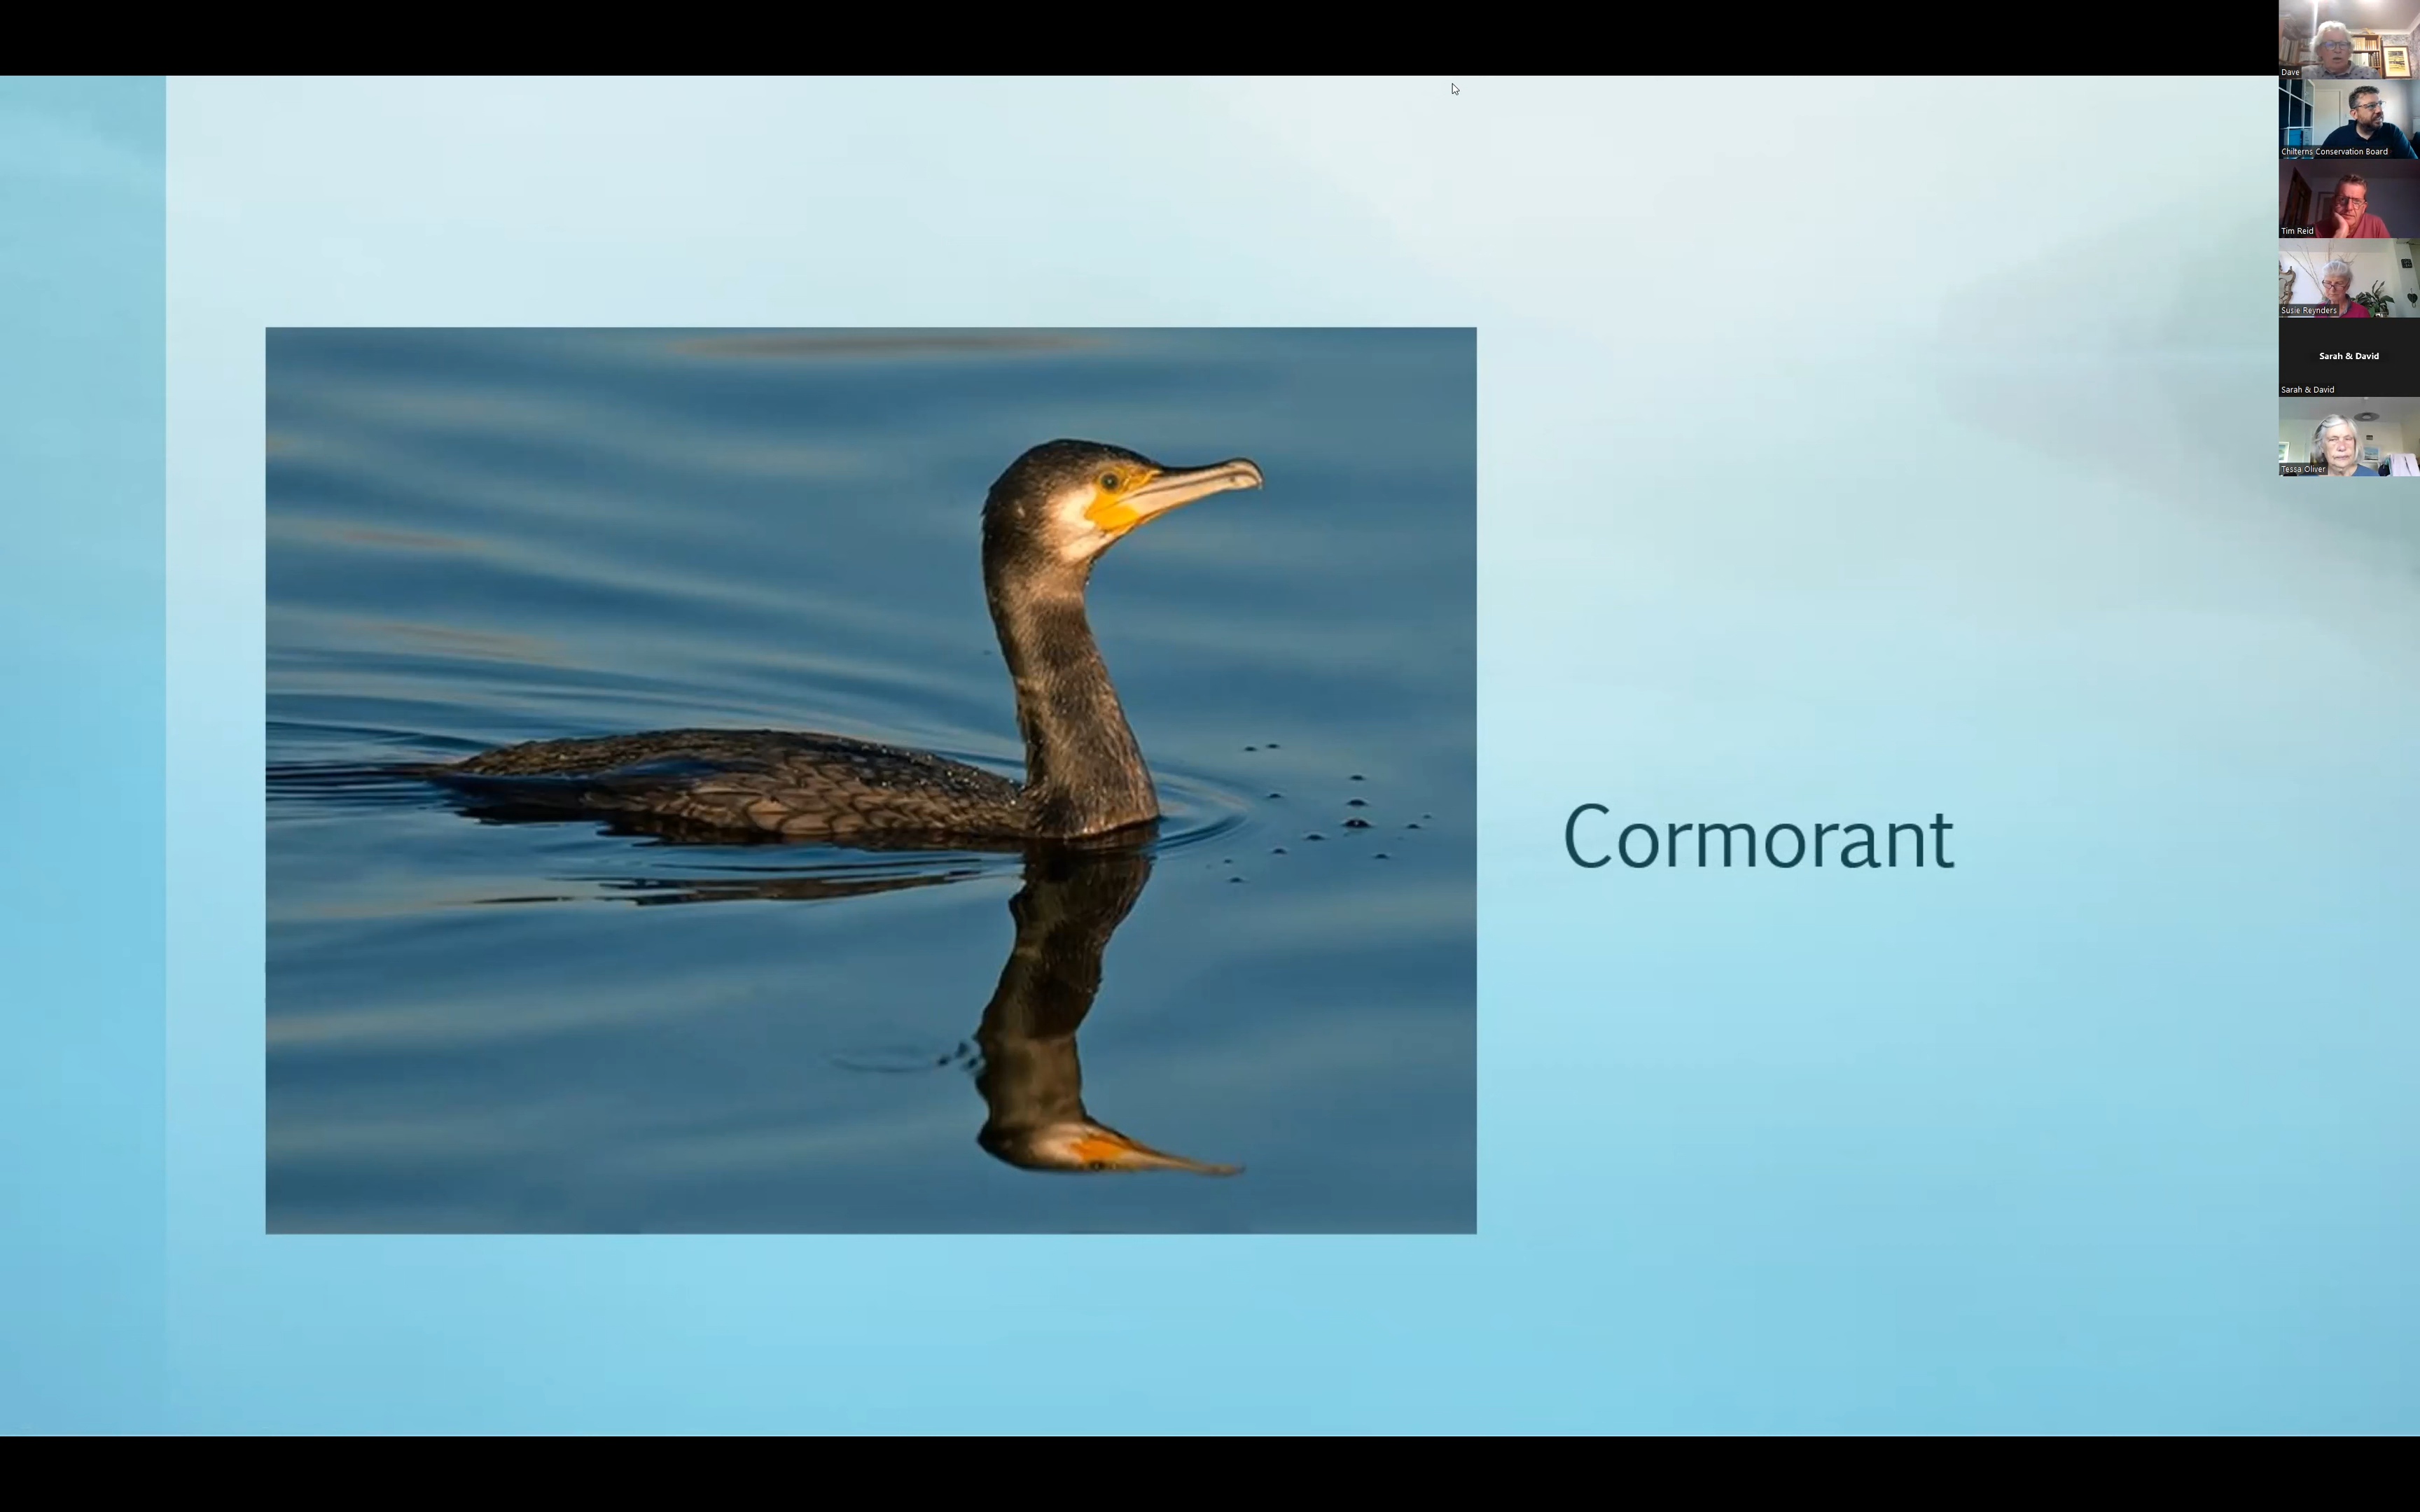 Cormorant
Dave
Chilterns Conservation Board
Tim Reid
Susie Reynders
Sarah & David
Sarah & David
Tessa Oliver